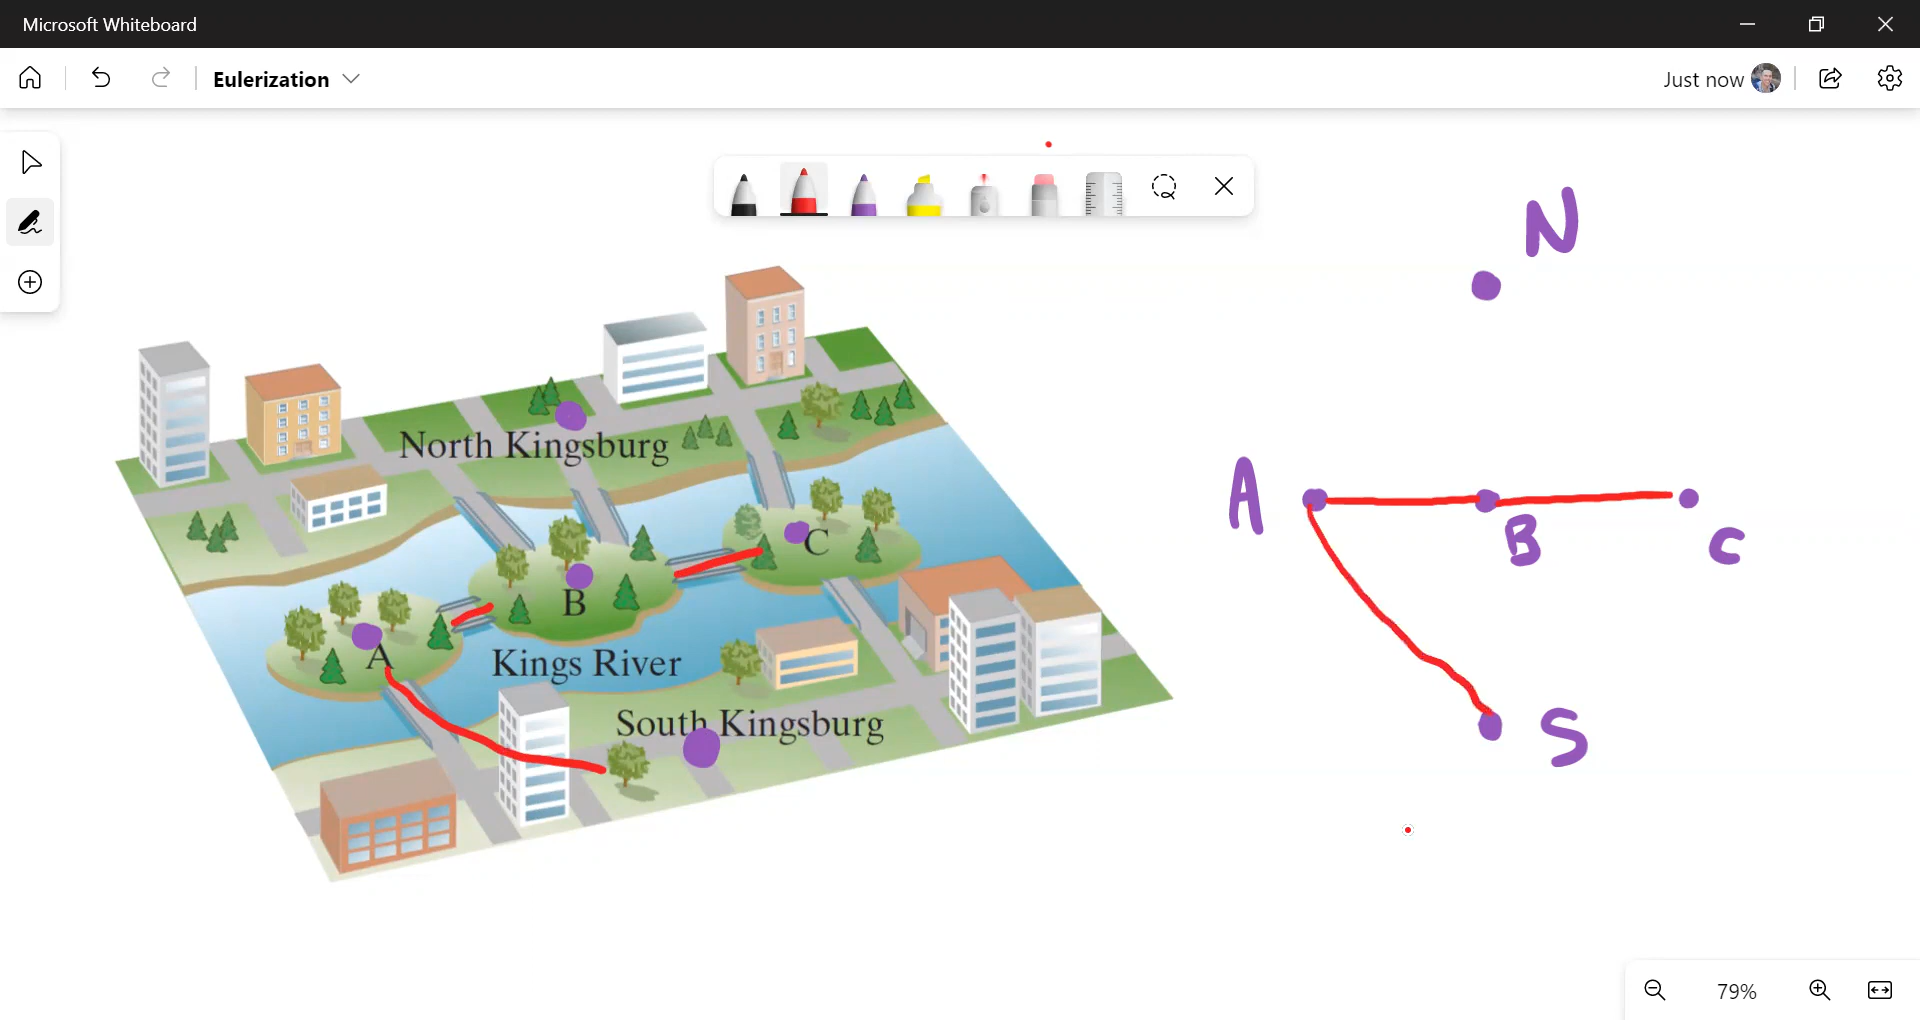 Microsoft Whiteboard
Eulerization
Just now
N
North Kingsburg
C
B
A
Kings River
South Kingsburg
A
B
C
S
79%